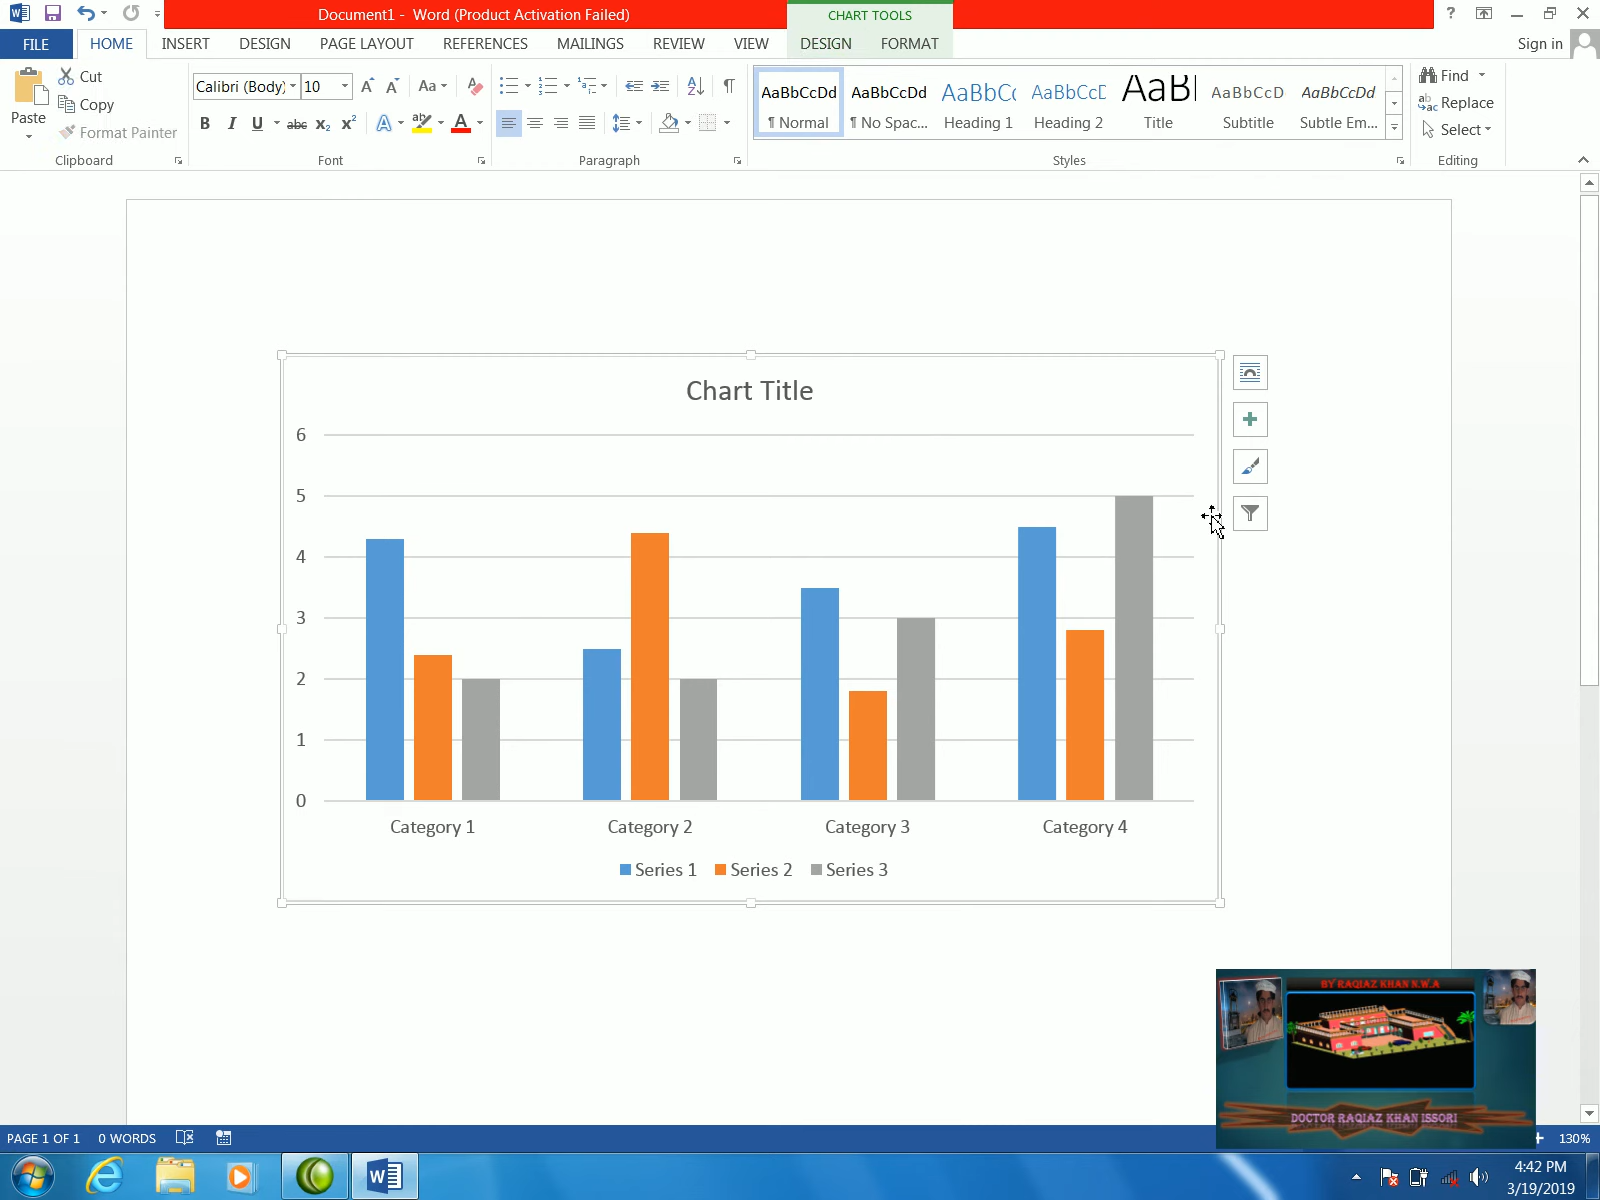 Document1 - Word (Product Activation Failed)
CHART TOOLS
?
FILE HOME INSERT DESIGN PAGE LAYOUT REFERENCES MAILINGS REVIEW VIEW DESIGN FORMAT Sign in
Paste
Cut
Copy
Format Painter
Clipboard
Calibri (Body) 10
Aa
B I U abc X₂ X² A ab A
Font
Paragraph
AaBbCcDd AaBbCcDd AaBbCc AaBbCcD AaBl AaBbCcD AaBbCcDd
¶ Normal ¶ No Spac... Heading 1 Heading 2 Title Subtitle Subtle Em...
Styles
Find
Replace
Select
Editing
Chart Title
6
5
4
3
2
1
0
Category 1 Category 2 Category 3 Category 4
Series 1 Series 2 Series 3
BY RAQIAZ KHAN N.W.A
DOCTOR RAQIAZ KHAN ISSORI
PAGE 1 OF 1 0 WORDS
130%
4:42 PM
3/19/2019